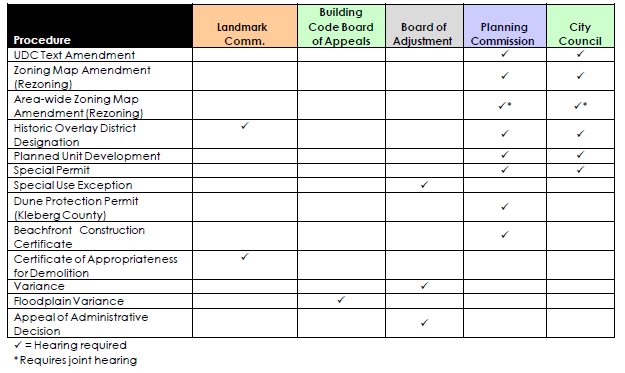 Procedure
Landmark
Comm.
Building
Code Board
of Appeals
Board of
Adjustment
Planning
Commission
City
Council
UDC Text Amendment ✓ ✓
Zoning Map Amendment
(Rezoning) ✓ ✓
Area-wide Zoning Map
Amendment (Rezoning) ✓* ✓*
Historic Overlay District
Designation ✓ ✓ ✓
Planned Unit Development ✓ ✓
Special Permit ✓ ✓
Special Use Exception ✓
Dune Protection Permit
(Kleberg County) ✓
Beachfront Construction
Certificate ✓
Certificate of Appropriateness
for Demolition ✓
Variance ✓
Floodplain Variance ✓
Appeal of Administrative
Decision ✓
✓ = Hearing required
* Requires joint hearing